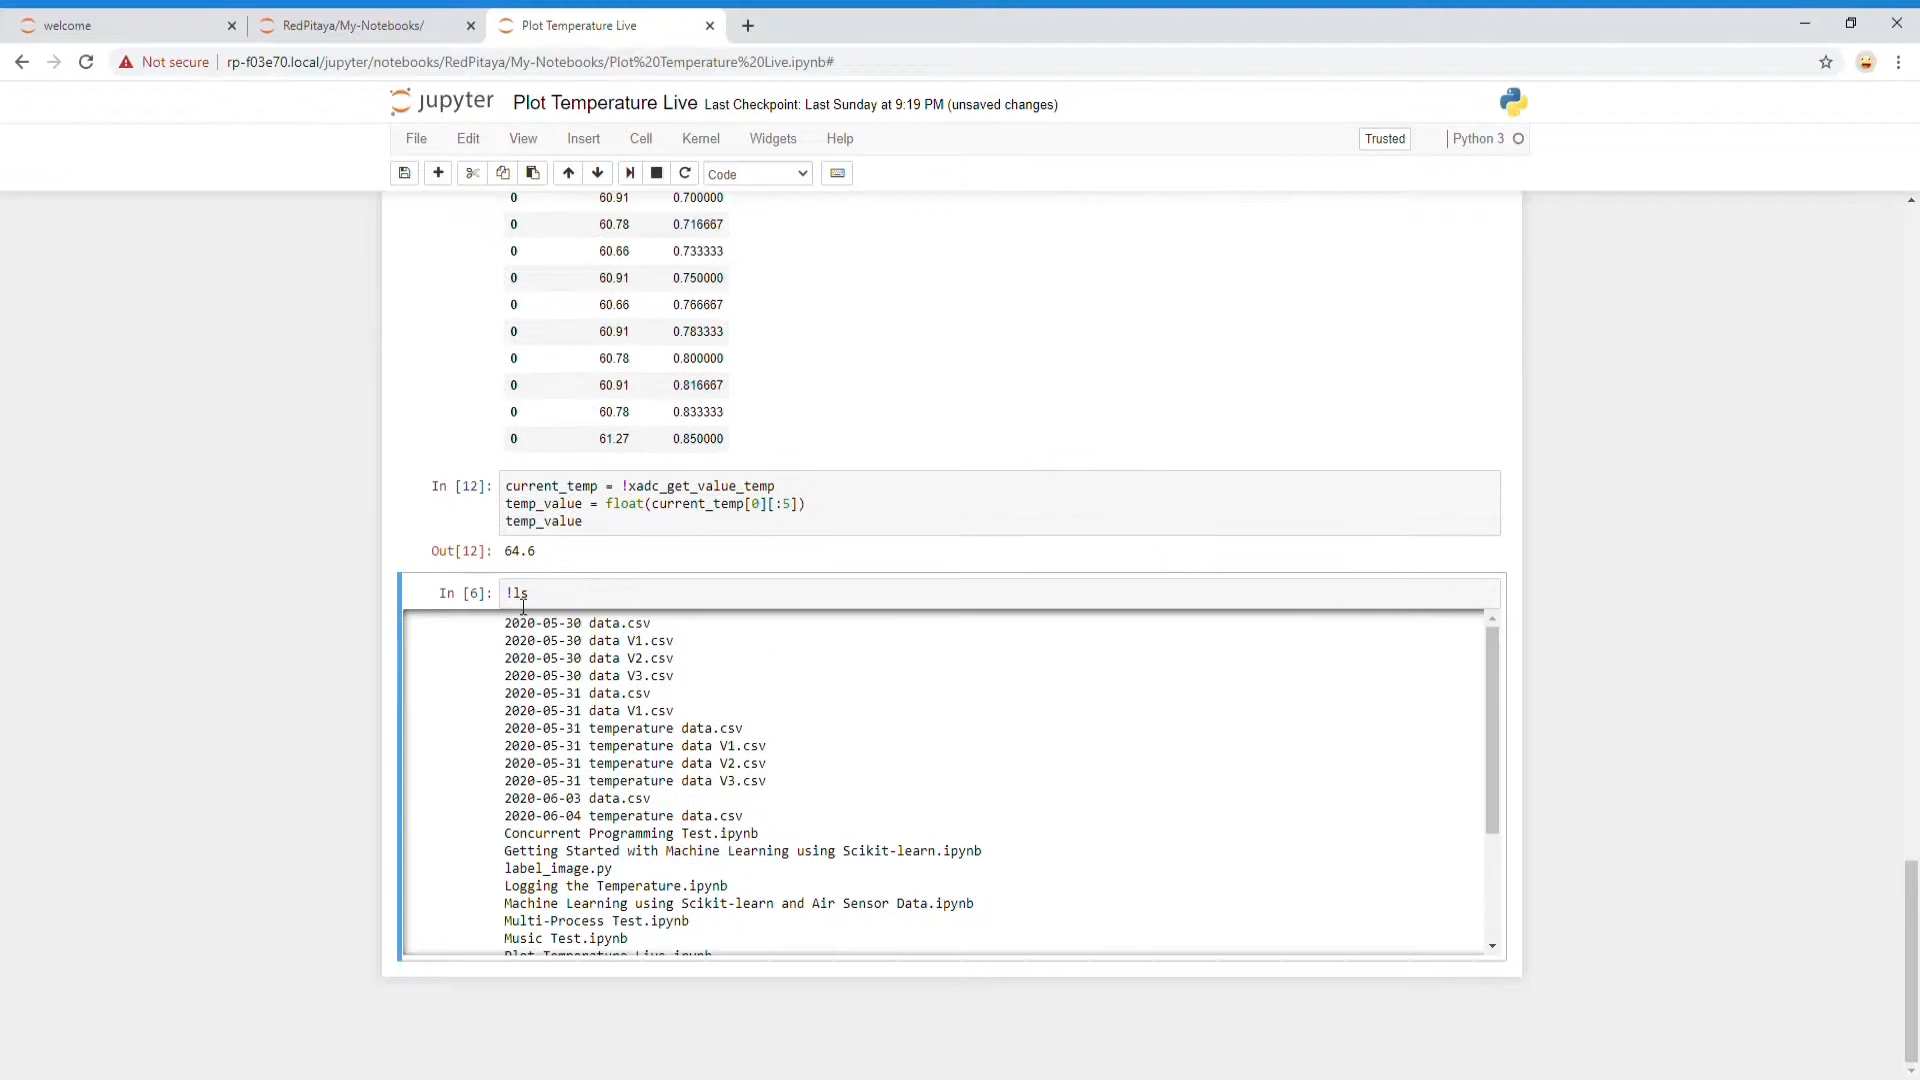 welcome
RedPitaya/My-Notebooks/
Plot Temperature Live
Not secure
rp-f03e70.local/jupyter/notebooks/RedPitaya/My-Notebooks/Plot%20Temperature%20Live.ipynb#
jupyter Plot Temperature Live Last Checkpoint: Last Sunday at 9:19 PM (unsaved changes)
File Edit View Insert Cell Kernel Widgets Help Trusted Python 3
Code
0 60.91 0.700000
0 60.78 0.716667
0 60.66 0.733333
0 60.91 0.750000
0 60.66 0.766667
0 60.91 0.783333
0 60.78 0.800000
0 60.91 0.816667
0 60.78 0.833333
0 61.27 0.850000
In [12]: current_temp = !xadc_get_value_temp
temp_value = float(current_temp[0][:5])
temp_value
Out[12]: 64.6
In [6]: !ls
2020-05-30 data.csv
2020-05-30 data V1.csv
2020-05-30 data V2.csv
2020-05-30 data V3.csv
2020-05-31 data.csv
2020-05-31 data V1.csv
2020-05-31 temperature data.csv
2020-05-31 temperature data V1.csv
2020-05-31 temperature data V2.csv
2020-05-31 temperature data V3.csv
2020-06-03 data.csv
2020-06-04 temperature data.csv
Concurrent Programming Test.ipynb
Getting Started with Machine Learning using Scikit-learn.ipynb
label_image.py
Logging the Temperature.ipynb
Machine Learning using Scikit-learn and Air Sensor Data.ipynb
Multi-Process Test.ipynb
Music Test.ipynb
Plot Temperature Live.ipynb